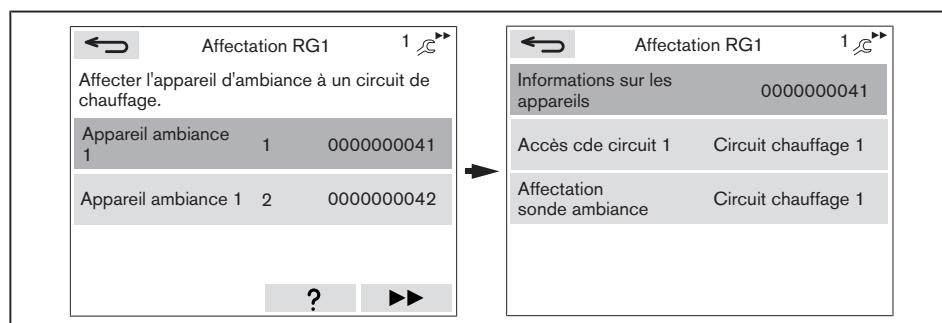 Affectation RG1
1
Affecter l'appareil d'ambiance à un circuit de
chauffage.
Appareil ambiance
1
1
0000000041
Appareil ambiance 1
2
0000000042
?
Affectation RG1
1
Informations sur les
appareils
0000000041
Accès cde circuit 1
Circuit chauffage 1
Affectation
sonde ambiance
Circuit chauffage 1